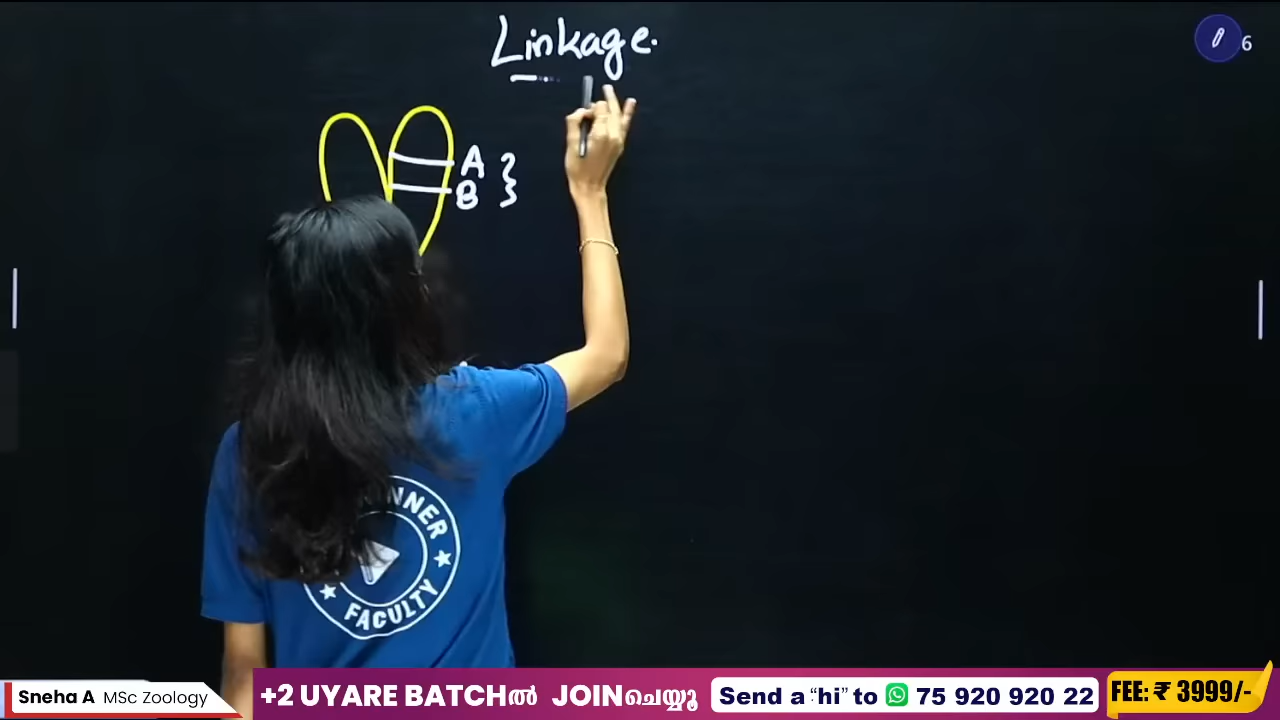 Linkage.
6
A
B
NNER
FACULTY
Sneha A MSc Zoology
+2 UYARE BATCHൽ JOINചെയ്യൂ
Send a “hi” to 75 920 920 22
FEE: ₹ 3999/-